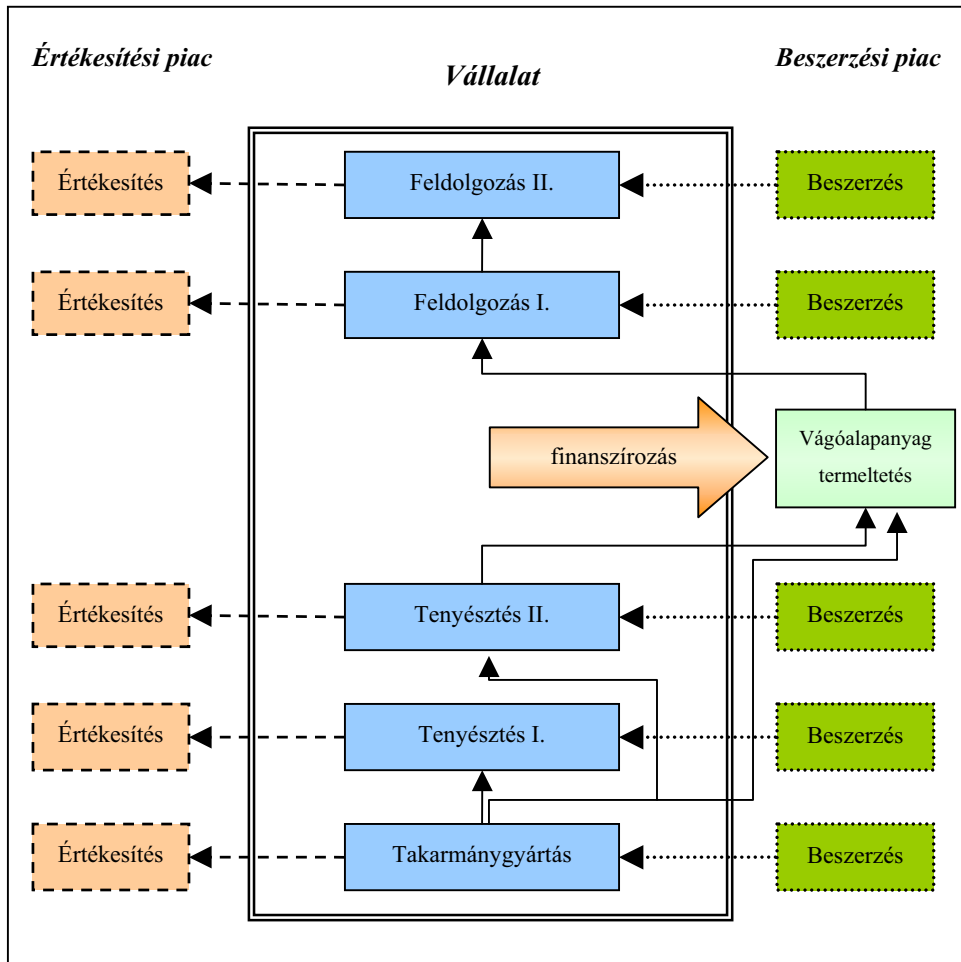 Értékesítési piac
Vállalat
Beszerzési piac
Értékesítés
Feldolgozás II.
Beszerzés
Értékesítés
Feldolgozás I.
Beszerzés
finanszírozás
Vágóalapanyag
termeltetés
Értékesítés
Tenyésztés II.
Beszerzés
Értékesítés
Tenyésztés I.
Beszerzés
Értékesítés
Takarmánygyártás
Beszerzés